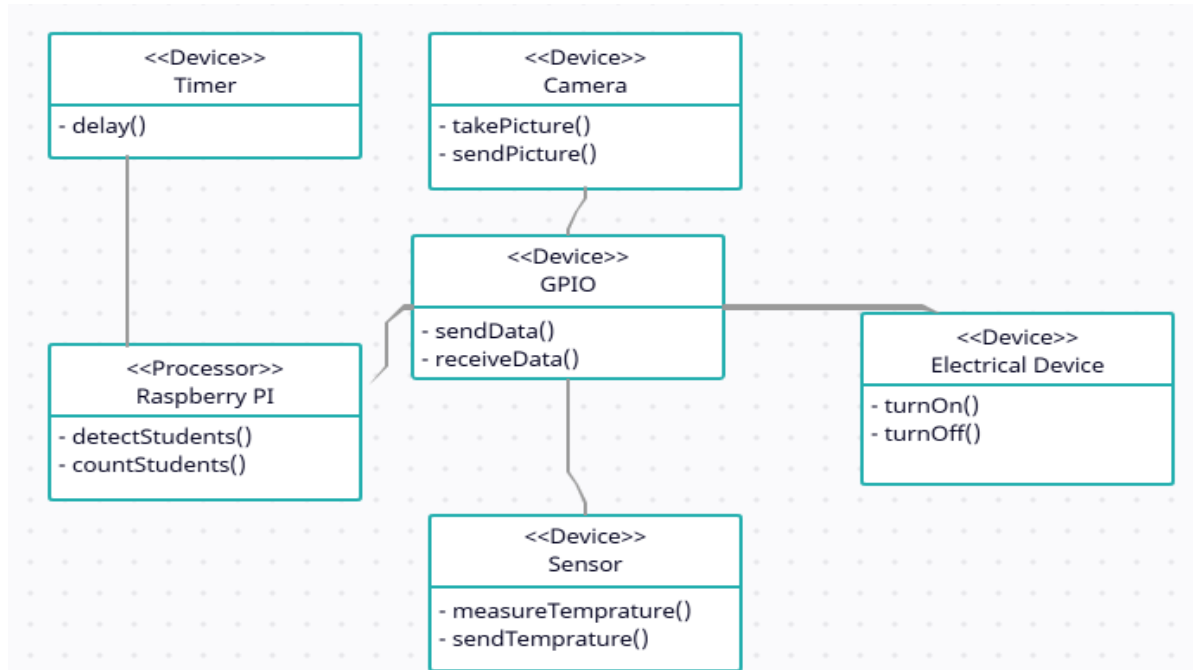 <<Device>>
Timer
- delay()
<<Device>>
Camera
- takePicture()
- sendPicture()
<<Device>>
GPIO
- sendData()
- receiveData()
<<Device>>
Electrical Device
- turnOn()
- turnOff()
<<Processor>>
Raspberry PI
- detectStudents()
- countStudents()
<<Device>>
Sensor
- measureTemprature()
- sendTemprature()